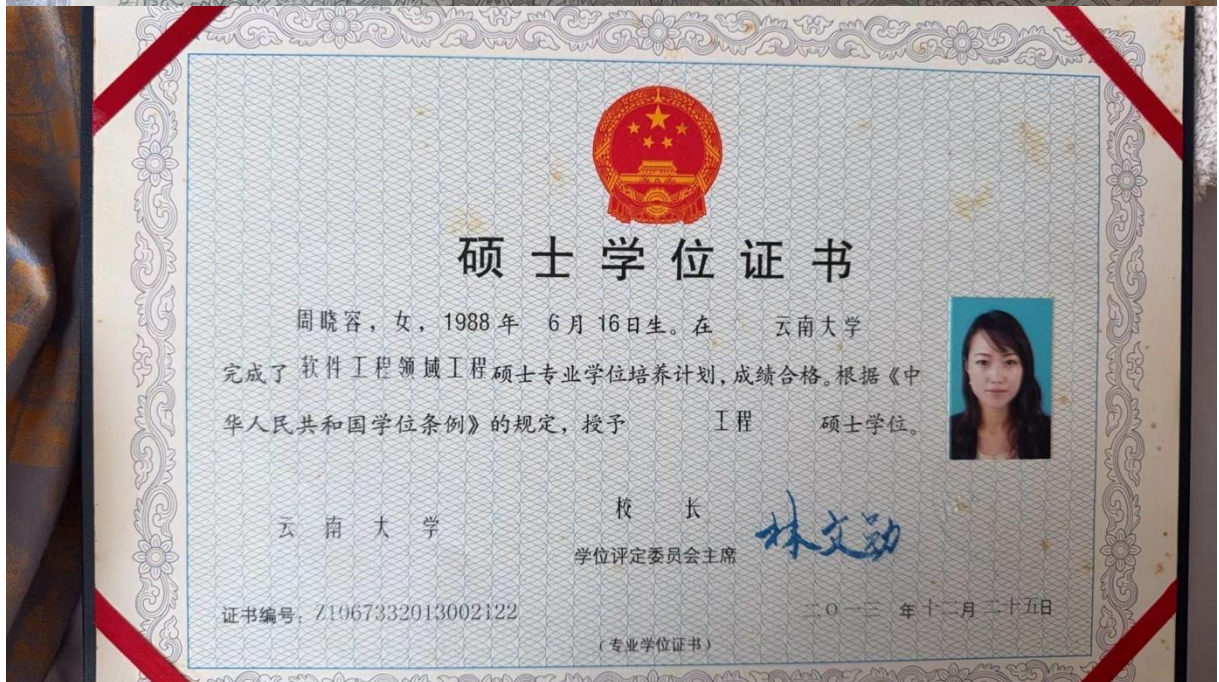 硕士学位证书
周晓容，女，1988年 6月16日生。在 云南大学
完成了软件工程领域工程硕士专业学位培养计划，成绩合格。根据《中
华人民共和国学位条例》的规定，授予 工程 硕士学位。
云南大学
校 长
林文勋
学位评定委员会主席
证书编号：Z1067332013002122
二〇一三年十二月二十五日
（专业学位证书）